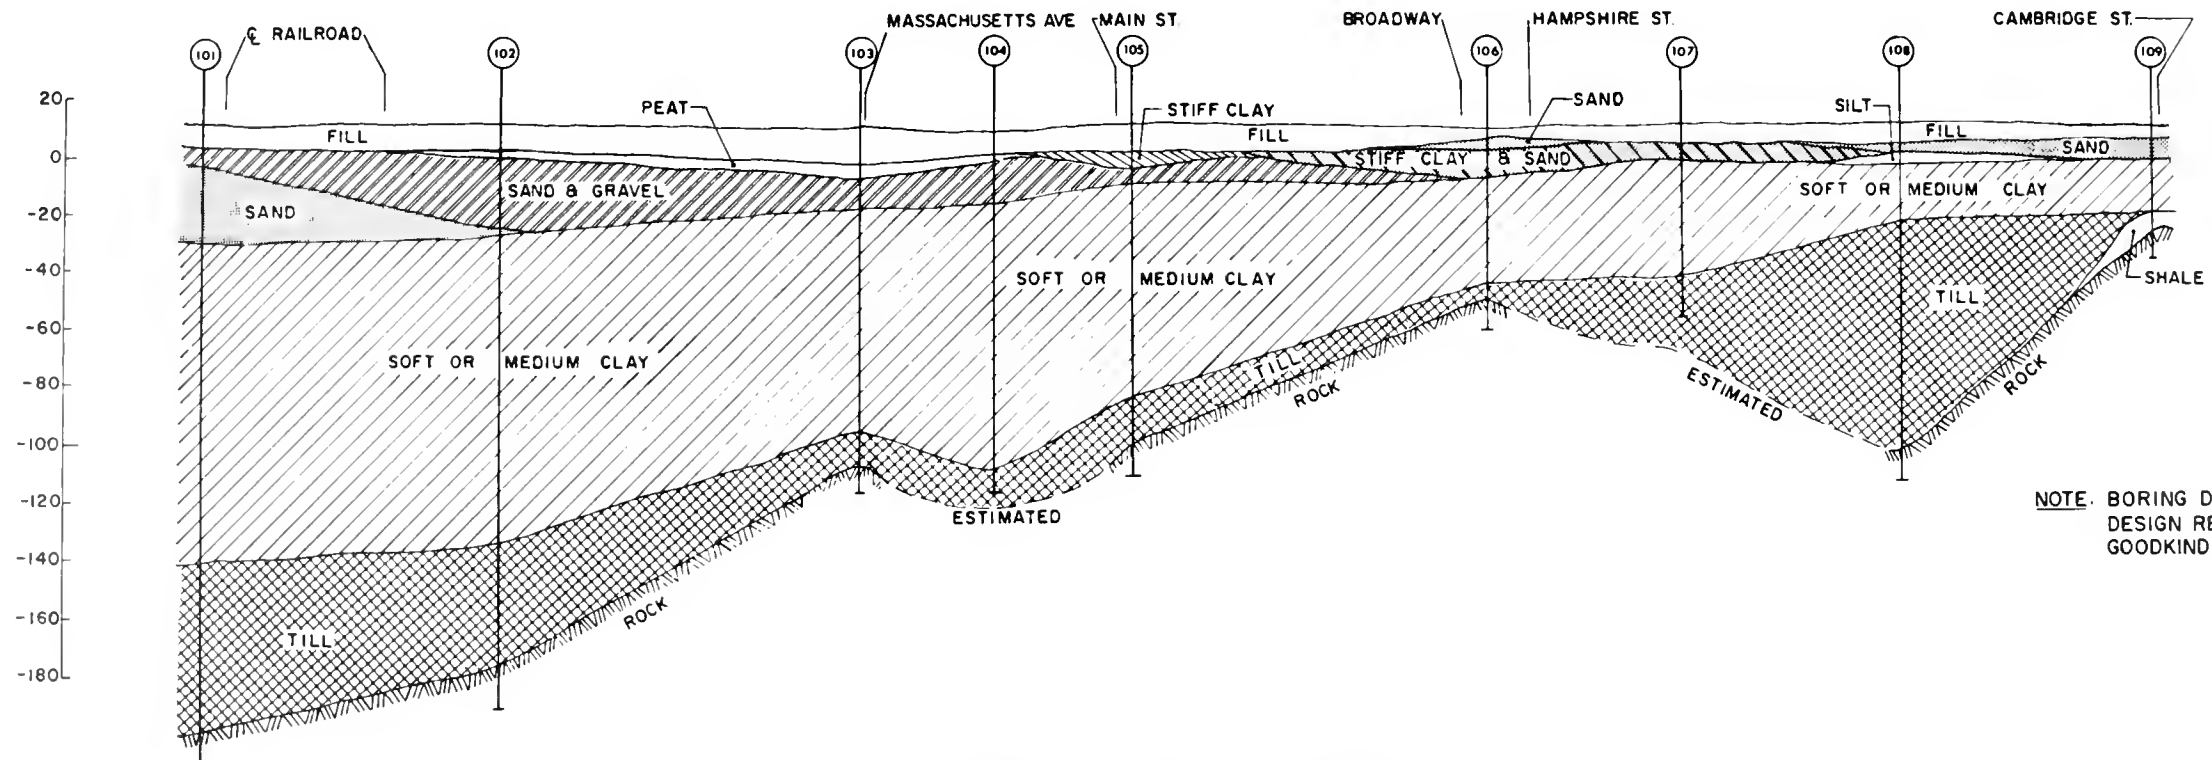 MASSACHUSETTS AVE
MAIN ST.
BROADWAY
HAMPSHIRE ST.
CAMBRIDGE ST.
℄ RAILROAD
101
102
103
104
105
106
107
108
109
20
0
-20
-40
-60
-80
-100
-120
-140
-160
-180
PEAT
STIFF CLAY
SAND
SILT
FILL
FILL
FILL
SAND
STIFF CLAY & SAND
SAND & GRAVEL
SAND
SOFT OR MEDIUM CLAY
SOFT OR MEDIUM CLAY
SOFT OR MEDIUM CLAY
SHALE
TILL
TILL
TILL
ROCK
ROCK
ROCK
ESTIMATED
ESTIMATED
NOTE: BORING D
DESIGN RE
GOODKIND